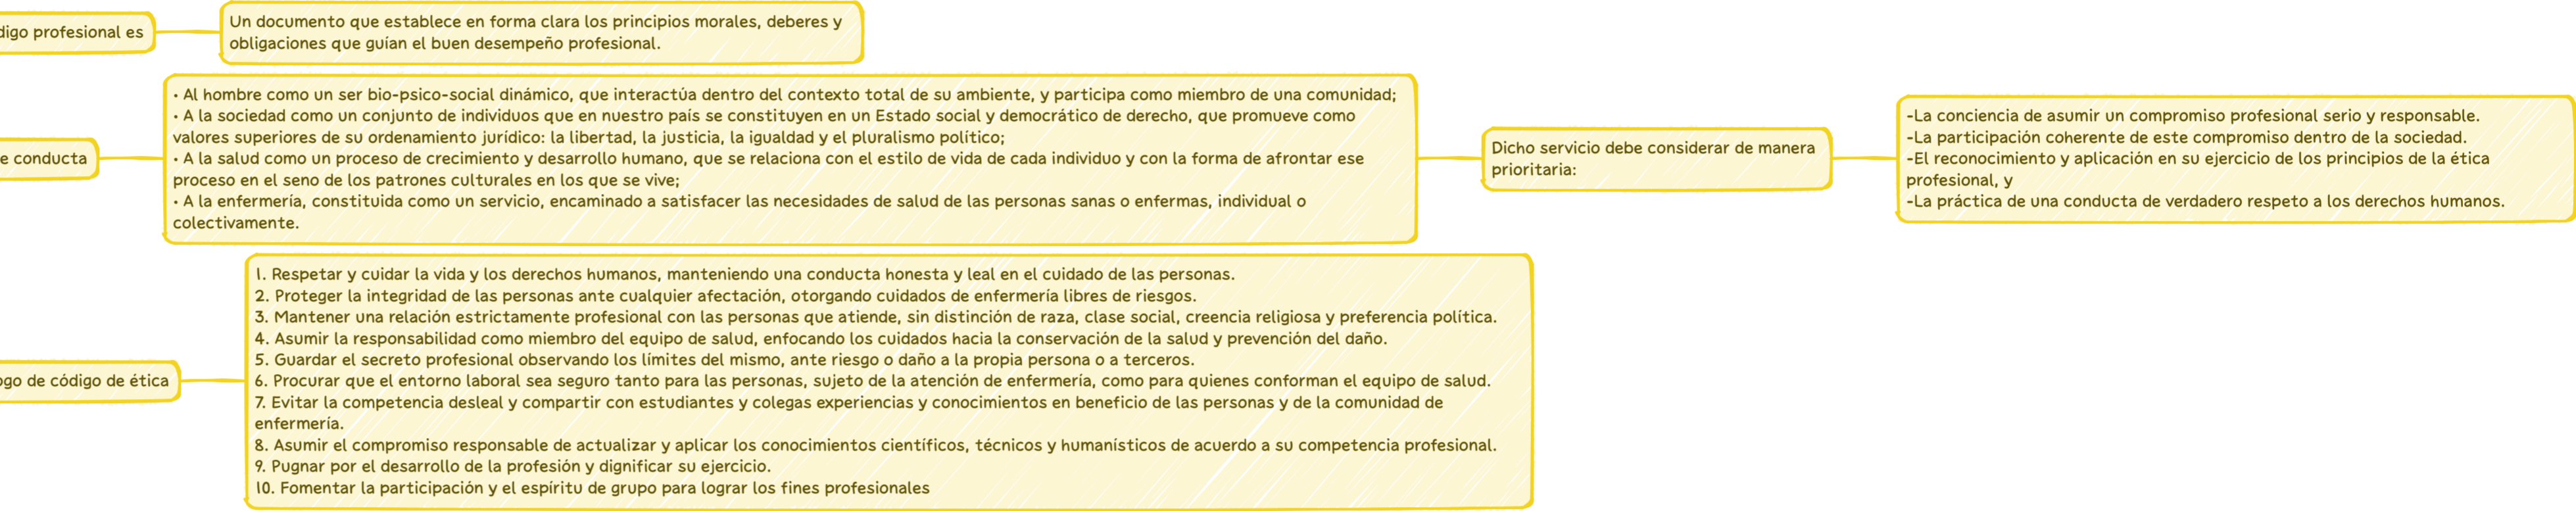 digo profesional es
Un documento que establece en forma clara los principios morales, deberes y
obligaciones que guían el buen desempeño profesional.
e conducta
• Al hombre como un ser bio-psico-social dinámico, que interactúa dentro del contexto total de su ambiente, y participa como miembro de una comunidad;
• A la sociedad como un conjunto de individuos que en nuestro país se constituyen en un Estado social y democrático de derecho, que promueve como
valores superiores de su ordenamiento jurídico: la libertad, la justicia, la igualdad y el pluralismo político;
• A la salud como un proceso de crecimiento y desarrollo humano, que se relaciona con el estilo de vida de cada individuo y con la forma de afrontar ese
proceso en el seno de los patrones culturales en los que se vive;
• A la enfermería, constituida como un servicio, encaminado a satisfacer las necesidades de salud de las personas sanas o enfermas, individual o
colectivamente.
Dicho servicio debe considerar de manera
prioritaria:
-La conciencia de asumir un compromiso profesional serio y responsable.
-La participación coherente de este compromiso dentro de la sociedad.
-El reconocimiento y aplicación en su ejercicio de los principios de la ética
profesional, y
-La práctica de una conducta de verdadero respeto a los derechos humanos.
ogo de código de ética
1. Respetar y cuidar la vida y los derechos humanos, manteniendo una conducta honesta y leal en el cuidado de las personas.
2. Proteger la integridad de las personas ante cualquier afectación, otorgando cuidados de enfermería libres de riesgos.
3. Mantener una relación estrictamente profesional con las personas que atiende, sin distinción de raza, clase social, creencia religiosa y preferencia política.
4. Asumir la responsabilidad como miembro del equipo de salud, enfocando los cuidados hacia la conservación de la salud y prevención del daño.
5. Guardar el secreto profesional observando los límites del mismo, ante riesgo o daño a la propia persona o a terceros.
6. Procurar que el entorno laboral sea seguro tanto para las personas, sujeto de la atención de enfermería, como para quienes conforman el equipo de salud.
7. Evitar la competencia desleal y compartir con estudiantes y colegas experiencias y conocimientos en beneficio de las personas y de la comunidad de
enfermería.
8. Asumir el compromiso responsable de actualizar y aplicar los conocimientos científicos, técnicos y humanísticos de acuerdo a su competencia profesional.
9. Pugnar por el desarrollo de la profesión y dignificar su ejercicio.
10. Fomentar la participación y el espíritu de grupo para lograr los fines profesionales